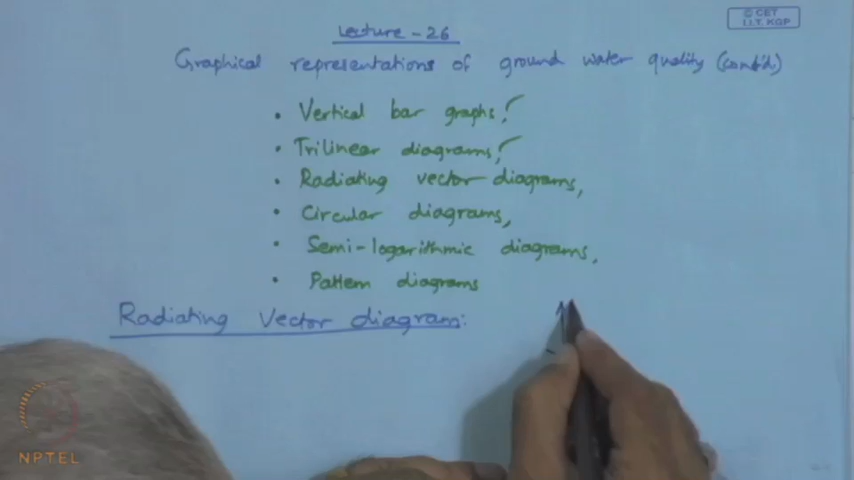 Lecture - 26
© CET
I.I.T. KGP
Graphical representations of ground water quality (cont'd.)
• Vertical bar graphs,✓
• Trilinear diagrams,✓
• Radiating vector diagrams,
• Circular diagrams,
• Semi-logarithmic diagrams,
• Pattern diagrams
Radiating Vector diagram:
NPTEL